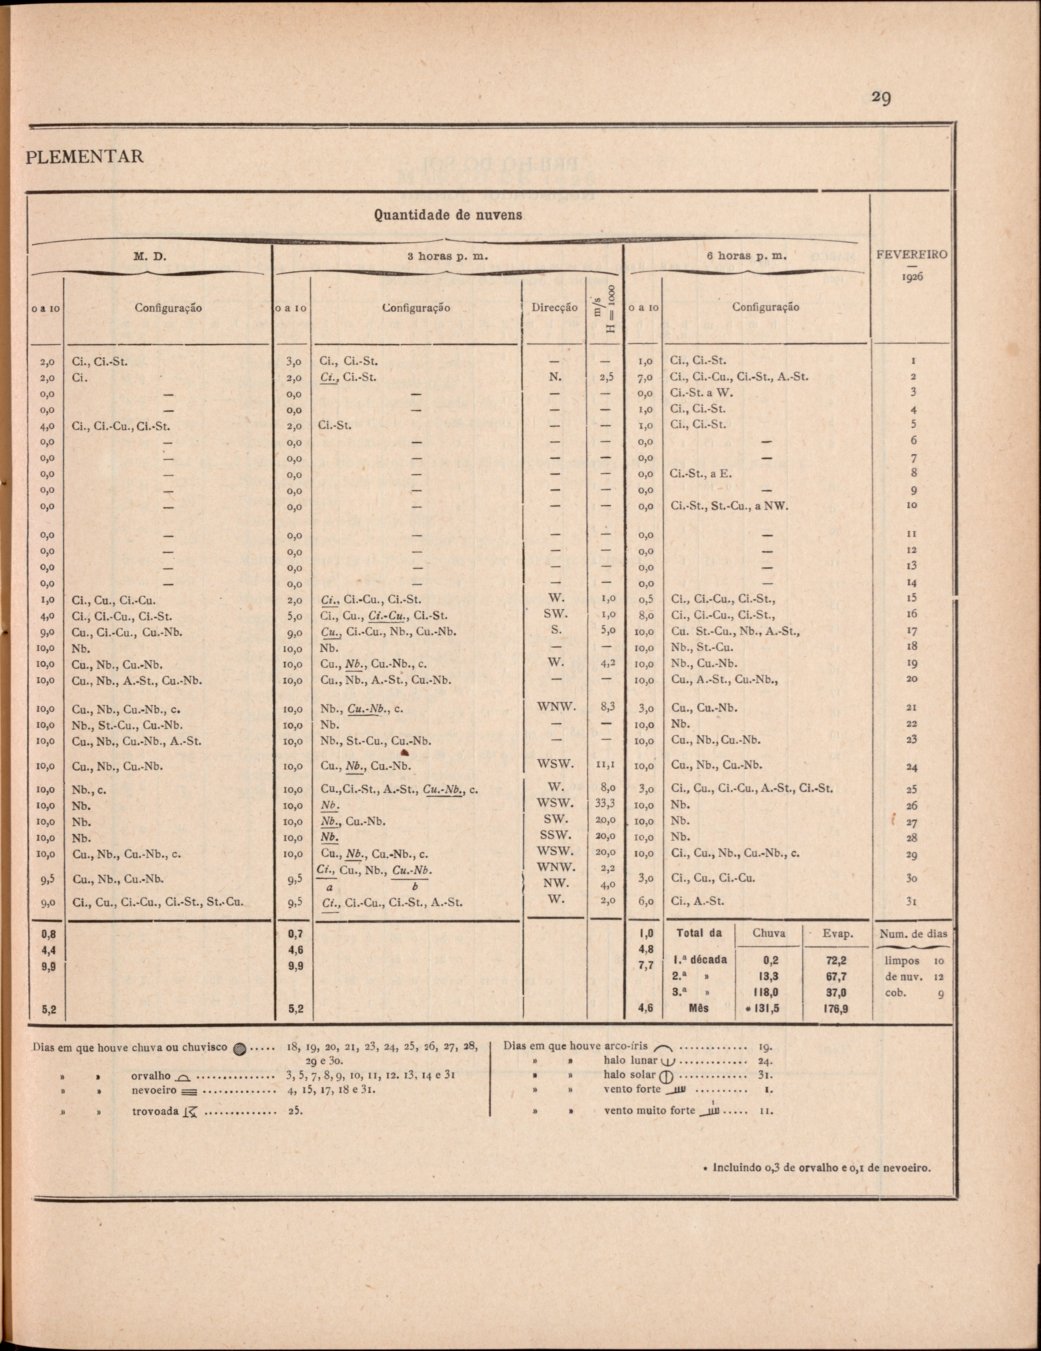 29
PLEMENTAR
Quantidade de nuvens
M. D. 3 horas p. m. 6 horas p. m. FEVEREIRO — 1926
0 a 10 Configuração 0 a 10 Configuração Direcção m/s H = 1000 0 a 10 Configuração
2,0 Ci., Ci.-St. 3,0 Ci., Ci.-St. — — 1,0 Ci., Ci.-St. 1
2,0 Ci. 2,0 Ci., Ci.-St. N. 2,5 7,0 Ci., Ci.-Cu., Ci.-St., A.-St. 2
0,0 — 0,0 — — — 0,0 Ci.-St. a W. 3
0,0 — 0,0 — — — 1,0 Ci., Ci.-St. 4
4,0 Ci., Ci.-Cu., Ci.-St. 2,0 Ci.-St. — — 1,0 Ci., Ci.-St. 5
0,0 — 0,0 — — — 0,0 — 6
0,0 — 0,0 — — — 0,0 — 7
0,0 — 0,0 — — — 0,0 Ci.-St., a E. 8
0,0 — 0,0 — — — 0,0 — 9
0,0 — 0,0 — — — 0,0 Ci.-St., St.-Cu., a NW. 10
0,0 — 0,0 — — — 0,0 — 11
0,0 — 0,0 — — — 0,0 — 12
0,0 — 0,0 — — — 0,0 — 13
0,0 — 0,0 — — — 0,0 — 14
1,0 Ci., Cu., Ci.-Cu. 2,0 Ci., Ci.-Cu., Ci.-St. W. 1,0 0,5 Ci., Ci.-Cu., Ci.-St., 15
4,0 Ci., Ci.-Cu., Ci.-St. 5,0 Ci., Cu., Ci.-Cu., Ci.-St. SW. 1,0 8,0 Ci., Ci.-Cu., Ci.-St., 16
9,0 Cu., Ci.-Cu., Cu.-Nb. 9,0 Cu., Ci.-Cu., Nb., Cu.-Nb. S. 5,0 10,0 Cu. St.-Cu., Nb., A.-St., 17
10,0 Nb. 10,0 Nb. — — 10,0 Nb., St.-Cu. 18
10,0 Cu., Nb., Cu.-Nb. 10,0 Cu., Nb., Cu.-Nb., c. W. 4,2 10,0 Nb., Cu.-Nb. 19
10,0 Cu., Nb., A.-St., Cu.-Nb. 10,0 Cu., Nb., A.-St., Cu.-Nb. — — 10,0 Cu., A.-St., Cu.-Nb., 20
10,0 Cu., Nb., Cu.-Nb., c. 10,0 Nb., Cu.-Nb., c. WNW. 8,3 3,0 Cu., Cu.-Nb. 21
10,0 Nb., St.-Cu., Cu.-Nb. 10,0 Nb. — — 10,0 Nb. 22
10,0 Cu., Nb., Cu.-Nb., A.-St. 10,0 Nb., St.-Cu., Cu.-Nb. — — 10,0 Cu., Nb., Cu.-Nb. 23
10,0 Cu., Nb., Cu.-Nb. 10,0 Cu., Nb., Cu.-Nb. WSW. 11,1 10,0 Cu., Nb., Cu.-Nb. 24
10,0 Nb., c. 10,0 Cu., Ci.-St., A.-St., Cu.-Nb., c. W. 8,0 3,0 Ci., Cu., Ci.-Cu., A.-St., Ci.-St. 25
10,0 Nb. 10,0 Nb. WSW. 33,3 10,0 Nb. 26
10,0 Nb. 10,0 Nb., Cu.-Nb. SW. 20,0 10,0 Nb. 27
10,0 Nb. 10,0 Nb. SSW. 20,0 10,0 Nb. 28
10,0 Cu., Nb., Cu.-Nb., c. 10,0 Cu., Nb., Cu.-Nb., c. WSW. 20,0 10,0 Ci., Cu., Nb., Cu.-Nb., c. 29
9,5 Cu., Nb., Cu.-Nb. 9,5 Ci., Cu., Nb., Cu.-Nb. WNW. 2,2 3,0 Ci., Cu., Ci.-Cu. 30
a b NW. 4,0
9,0 Ci., Cu., Ci.-Cu., Ci.-St., St.-Cu. 9,5 Ci., Ci.-Cu., Ci.-St., A.-St. W. 2,0 6,0 Ci., A.-St. 31
0,8 0,7 1,0 Total da Chuva Evap. Num. de dias
4,4 4,6 4,8
9,9 9,9 7,7 1.ª década 0,2 72,2 limpos 10
2.ª » 13,3 67,7 de nuv. 12
3.ª » 118,0 37,0 cob. 9
5,2 5,2 4,6 Mês * 131,5 176,9
Dias em que houve chuva ou chuvisco ..... 18, 19, 20, 21, 23, 24, 25, 26, 27, 28,
29 e 30.
» » orvalho ............... 3, 5, 7, 8, 9, 10, 11, 12, 13, 14 e 31
» » nevoeiro .............. 4, 15, 17, 18 e 31.
» » trovoada .............. 25.
Dias em que houve arco-íris ............. 19.
» » halo lunar ............. 24.
» » halo solar ............. 31.
» » vento forte .......... 1.
» » vento muito forte ..... 11.
* Incluindo 0,3 de orvalho e 0,1 de nevoeiro.